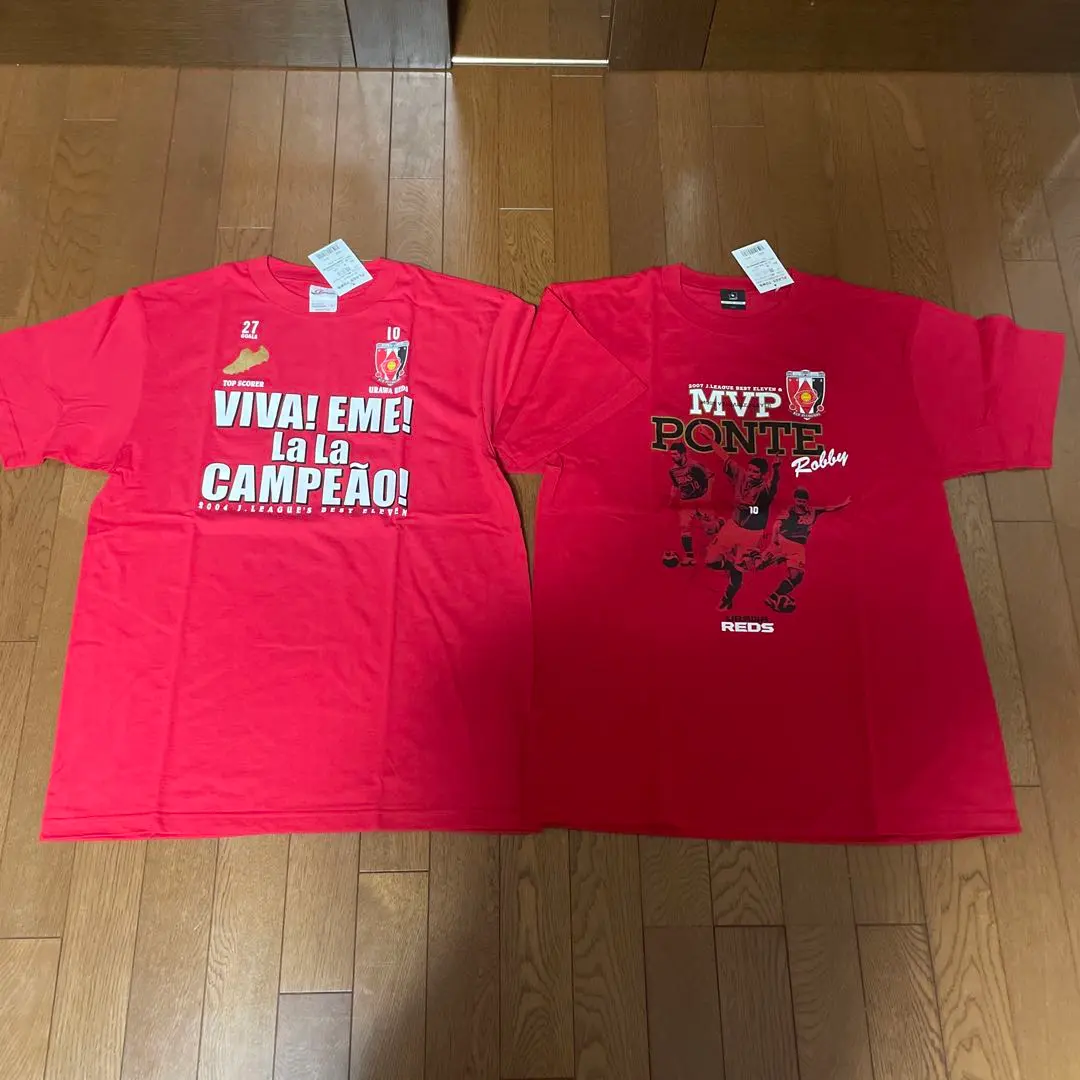 27
GOALS
10
TOP SCORER
URAWA REDS
VIVA! EME!
La La
CAMPEÃO!
2004 J.LEAGUE'S BEST ELEVEN
2007 J.LEAGUE BEST ELEVEN &
MVP
PONTE
Robby
10
REDS